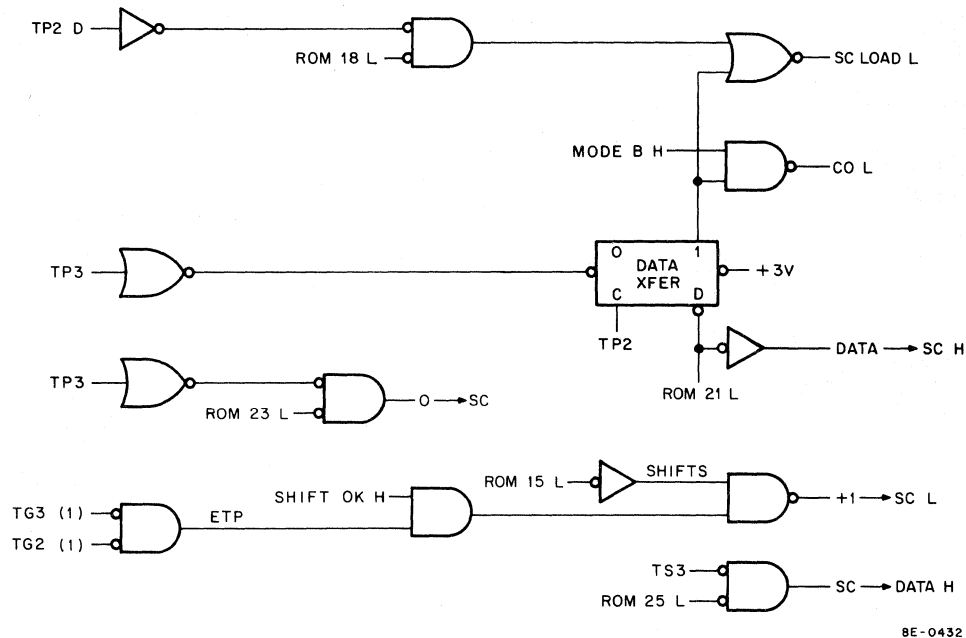 TP2 D
ROM 18 L
SC LOAD L
MODE B H
CO L
TP3
0 1
DATA
XFER
C D
+3V
TP2
DATA → SC H
ROM 21 L
TP3
ROM 23 L
0 → SC
ROM 15 L
SHIFTS
SHIFT OK H
+1 → SC L
TG3 (1)
ETP
TG2 (1)
TS3
SC → DATA H
ROM 25 L
8E-0432